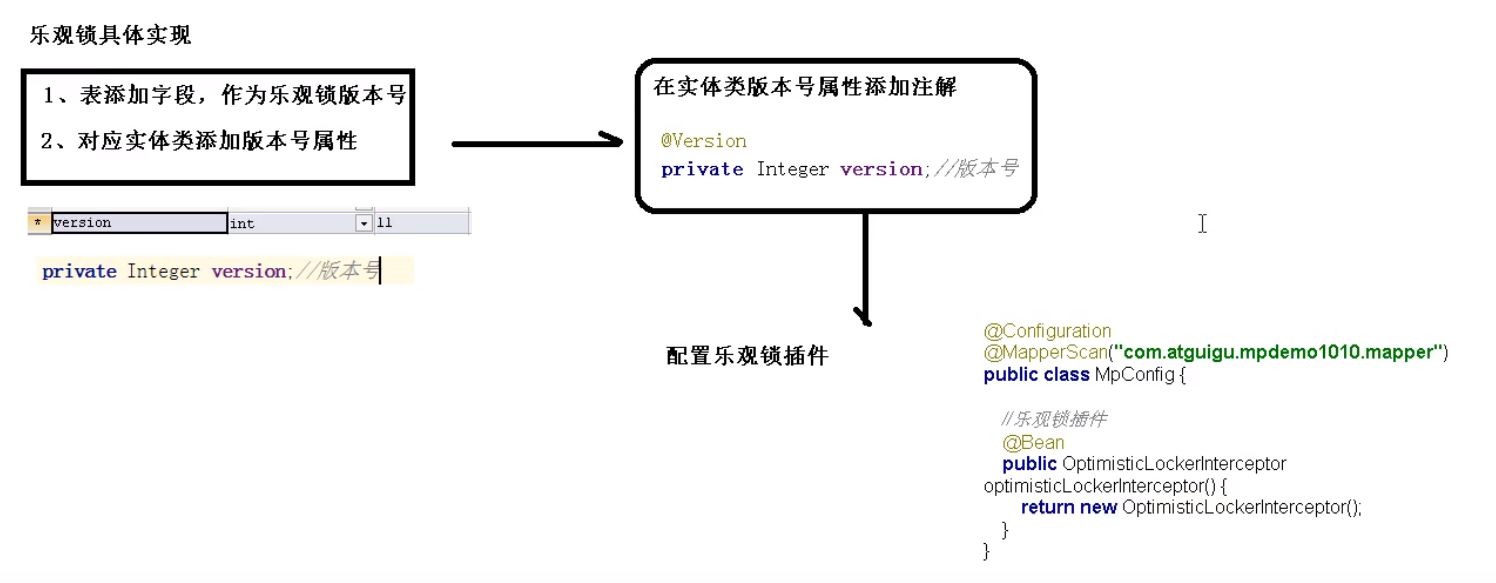 乐观锁具体实现
1、表添加字段，作为乐观锁版本号
2、对应实体类添加版本号属性
* version int 11
private Integer version;//版本号
在实体类版本号属性添加注解
@Version
private Integer version;//版本号
配置乐观锁插件
@Configuration
@MapperScan("com.atguigu.mpdemo1010.mapper")
public class MpConfig {
//乐观锁插件
@Bean
public OptimisticLockerInterceptor
optimisticLockerInterceptor() {
return new OptimisticLockerInterceptor();
}
}